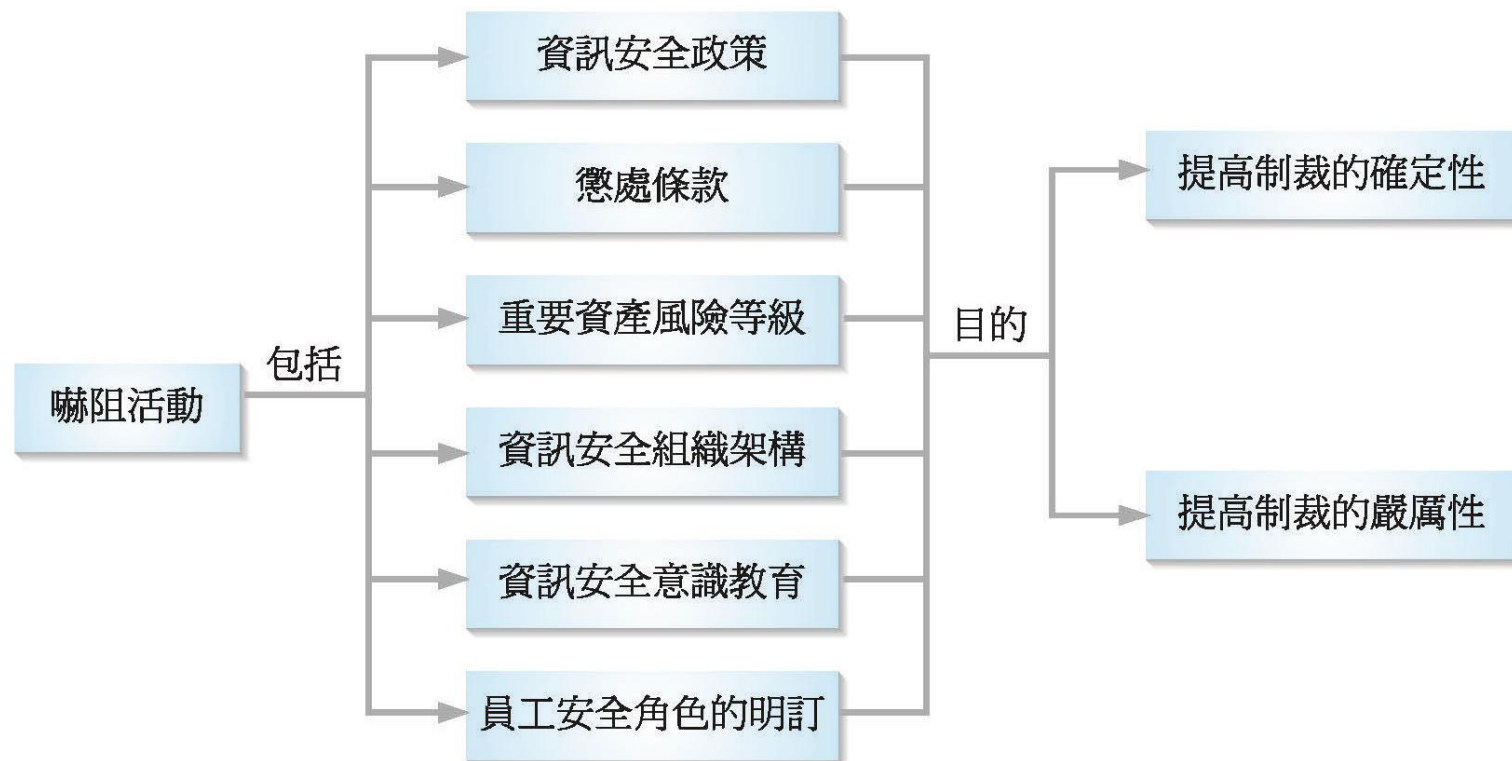 嚇阻活動
包括
資訊安全政策
懲處條款
重要資產風險等級
資訊安全組織架構
資訊安全意識教育
員工安全角色的明訂
目的
提高制裁的確定性
提高制裁的嚴厲性